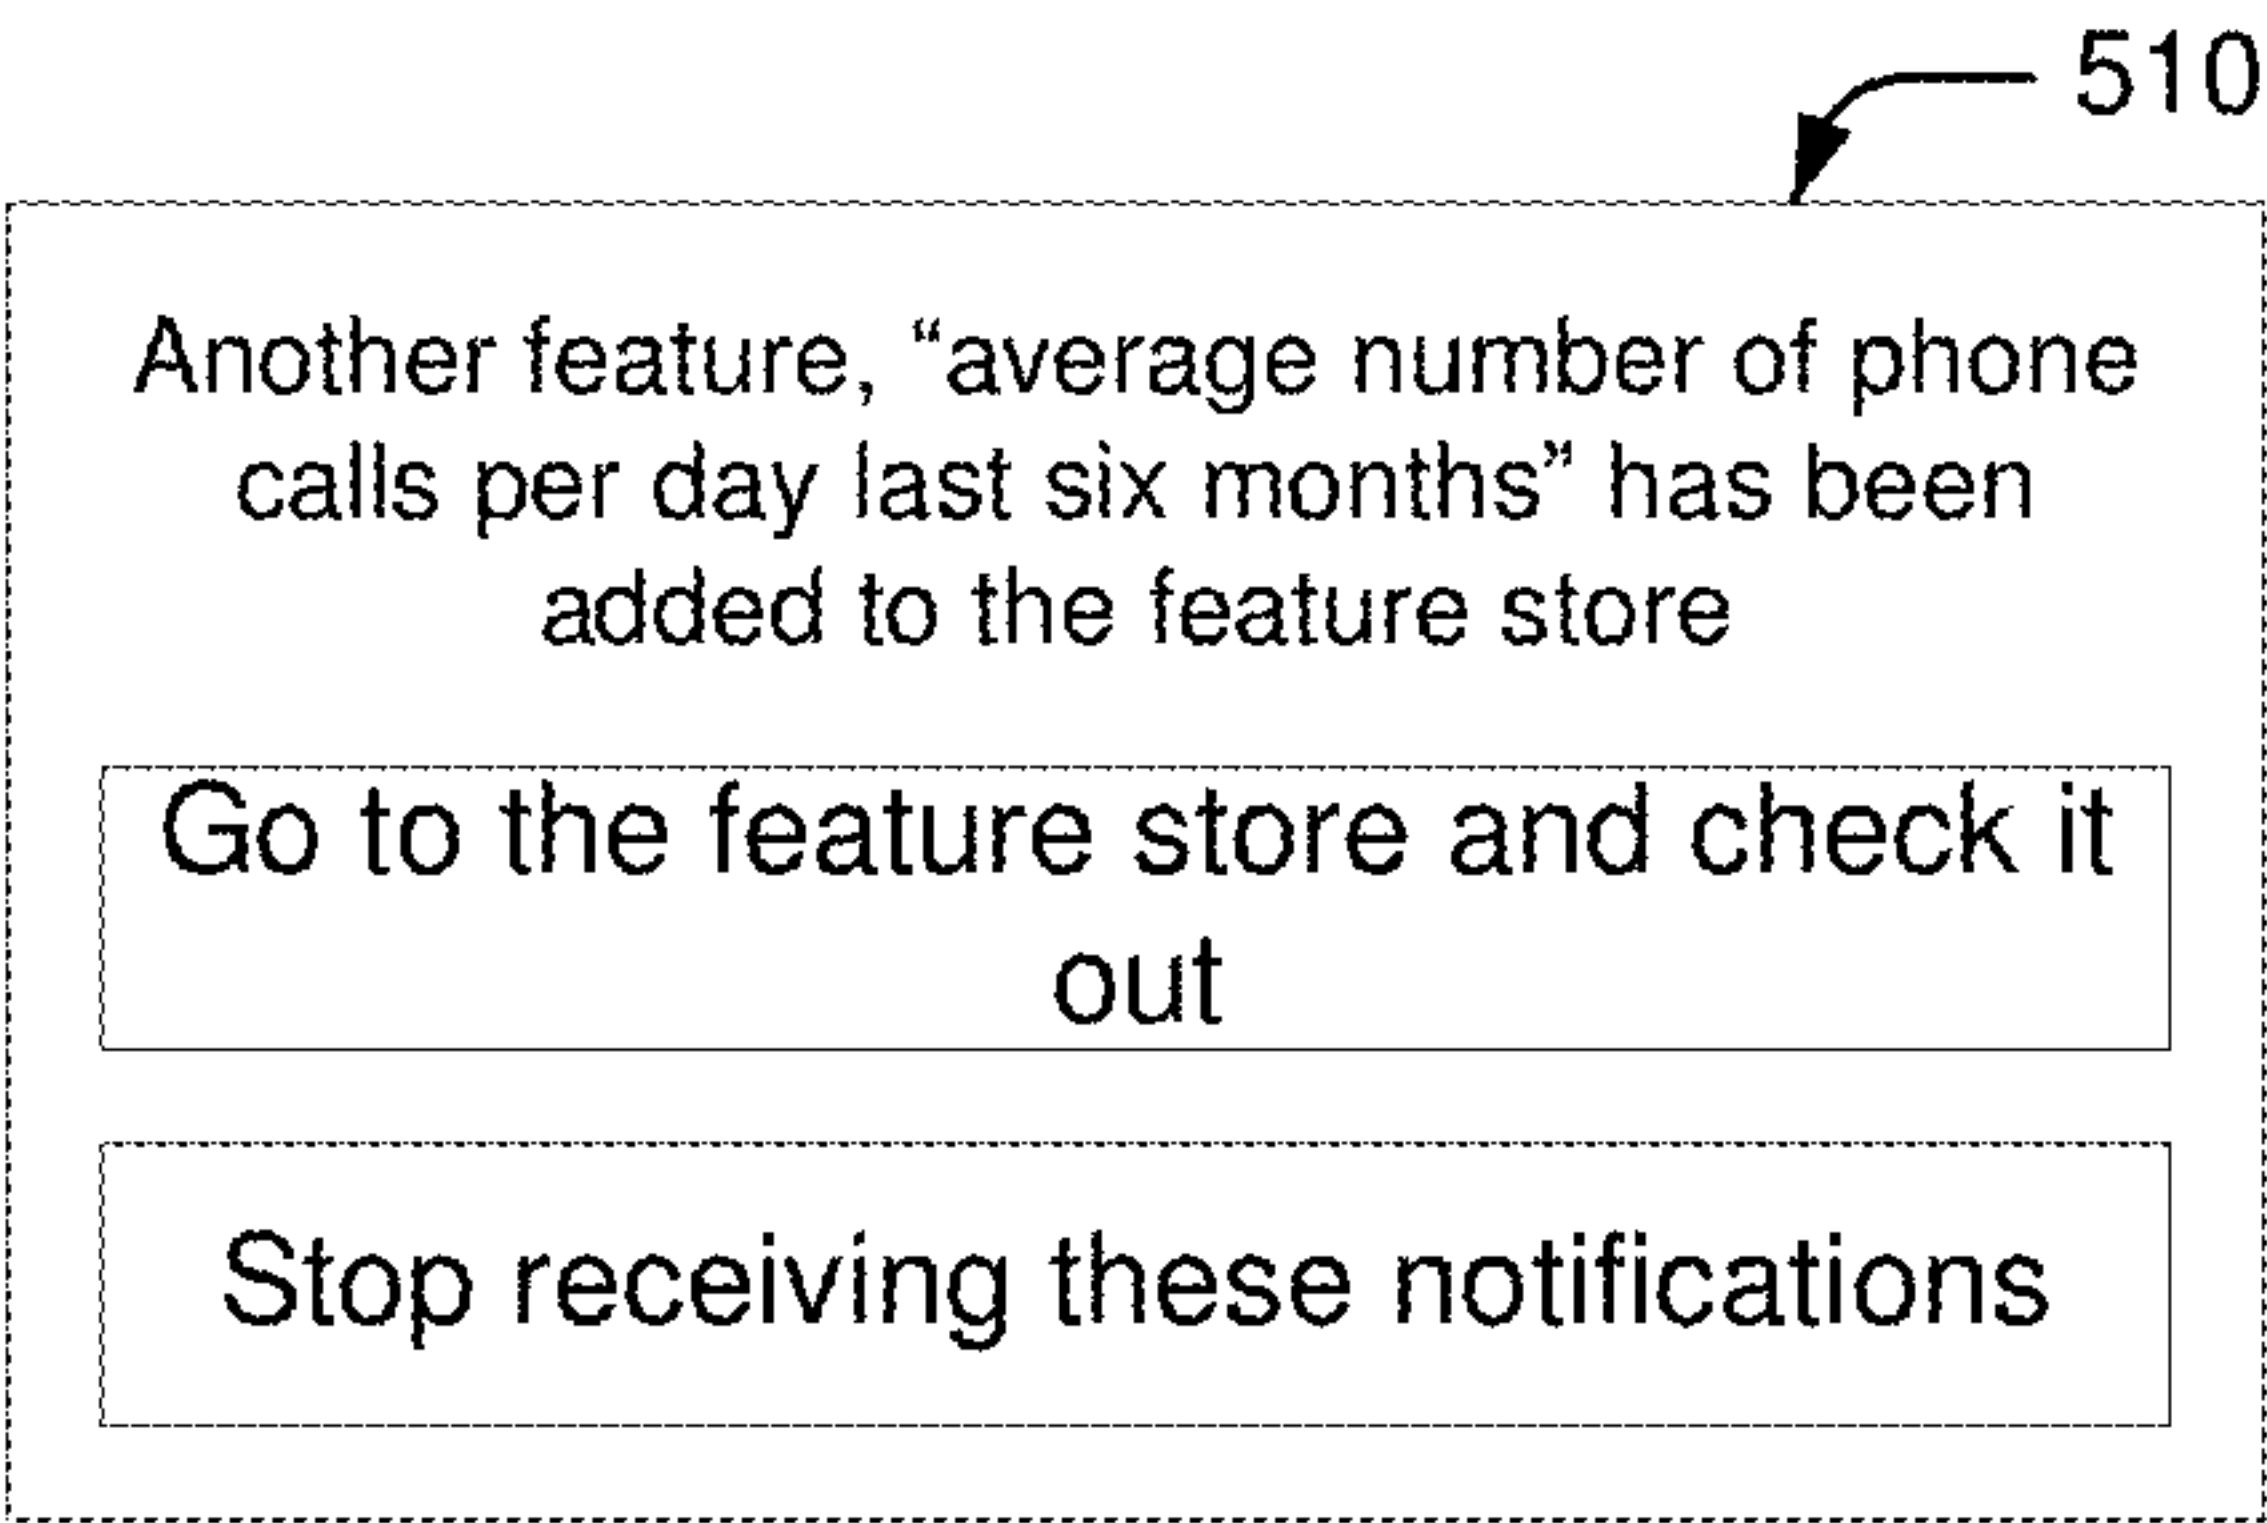 510
Another feature, “average number of phone
calls per day last six months” has been
added to the feature store
Go to the feature store and check it
out
Stop receiving these notifications